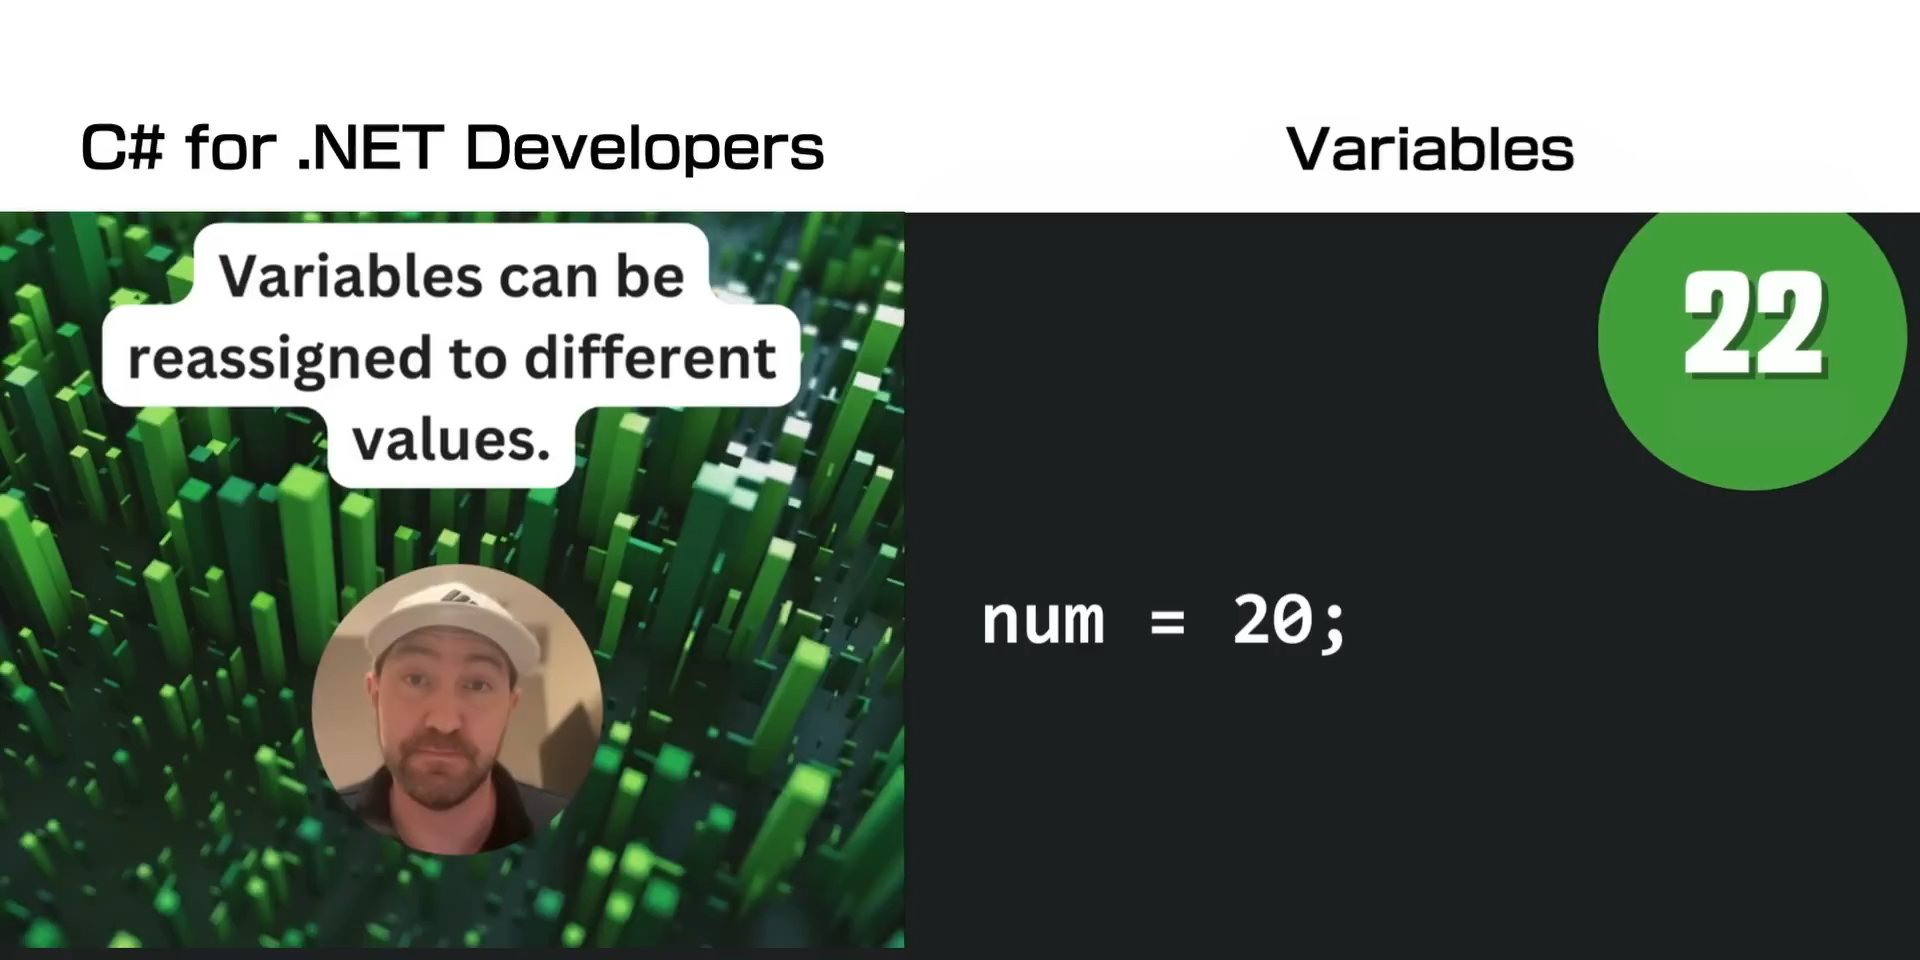 C# for .NET Developers
Variables
Variables can be
reassigned to different
values.
22
num = 20;